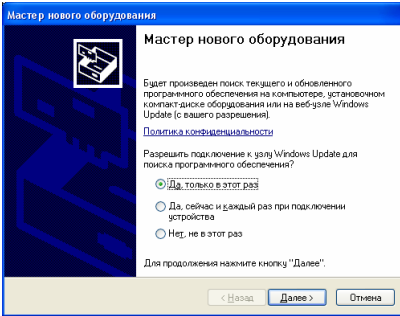 Мастер нового оборудования
Мастер нового оборудования
Будет произведен поиск текущего и обновленного
программного обеспечения на компьютере, установочном
компакт-диске оборудования или на веб-узле Windows
Update (с вашего разрешения).
Политика конфиденциальности
Разрешить подключение к узлу Windows Update для
поиска программного обеспечения?
Да, только в этот раз
Да, сейчас и каждый раз при подключении
устройства
Нет, не в этот раз
Для продолжения нажмите кнопку "Далее".
< Назад
Далее >
Отмена